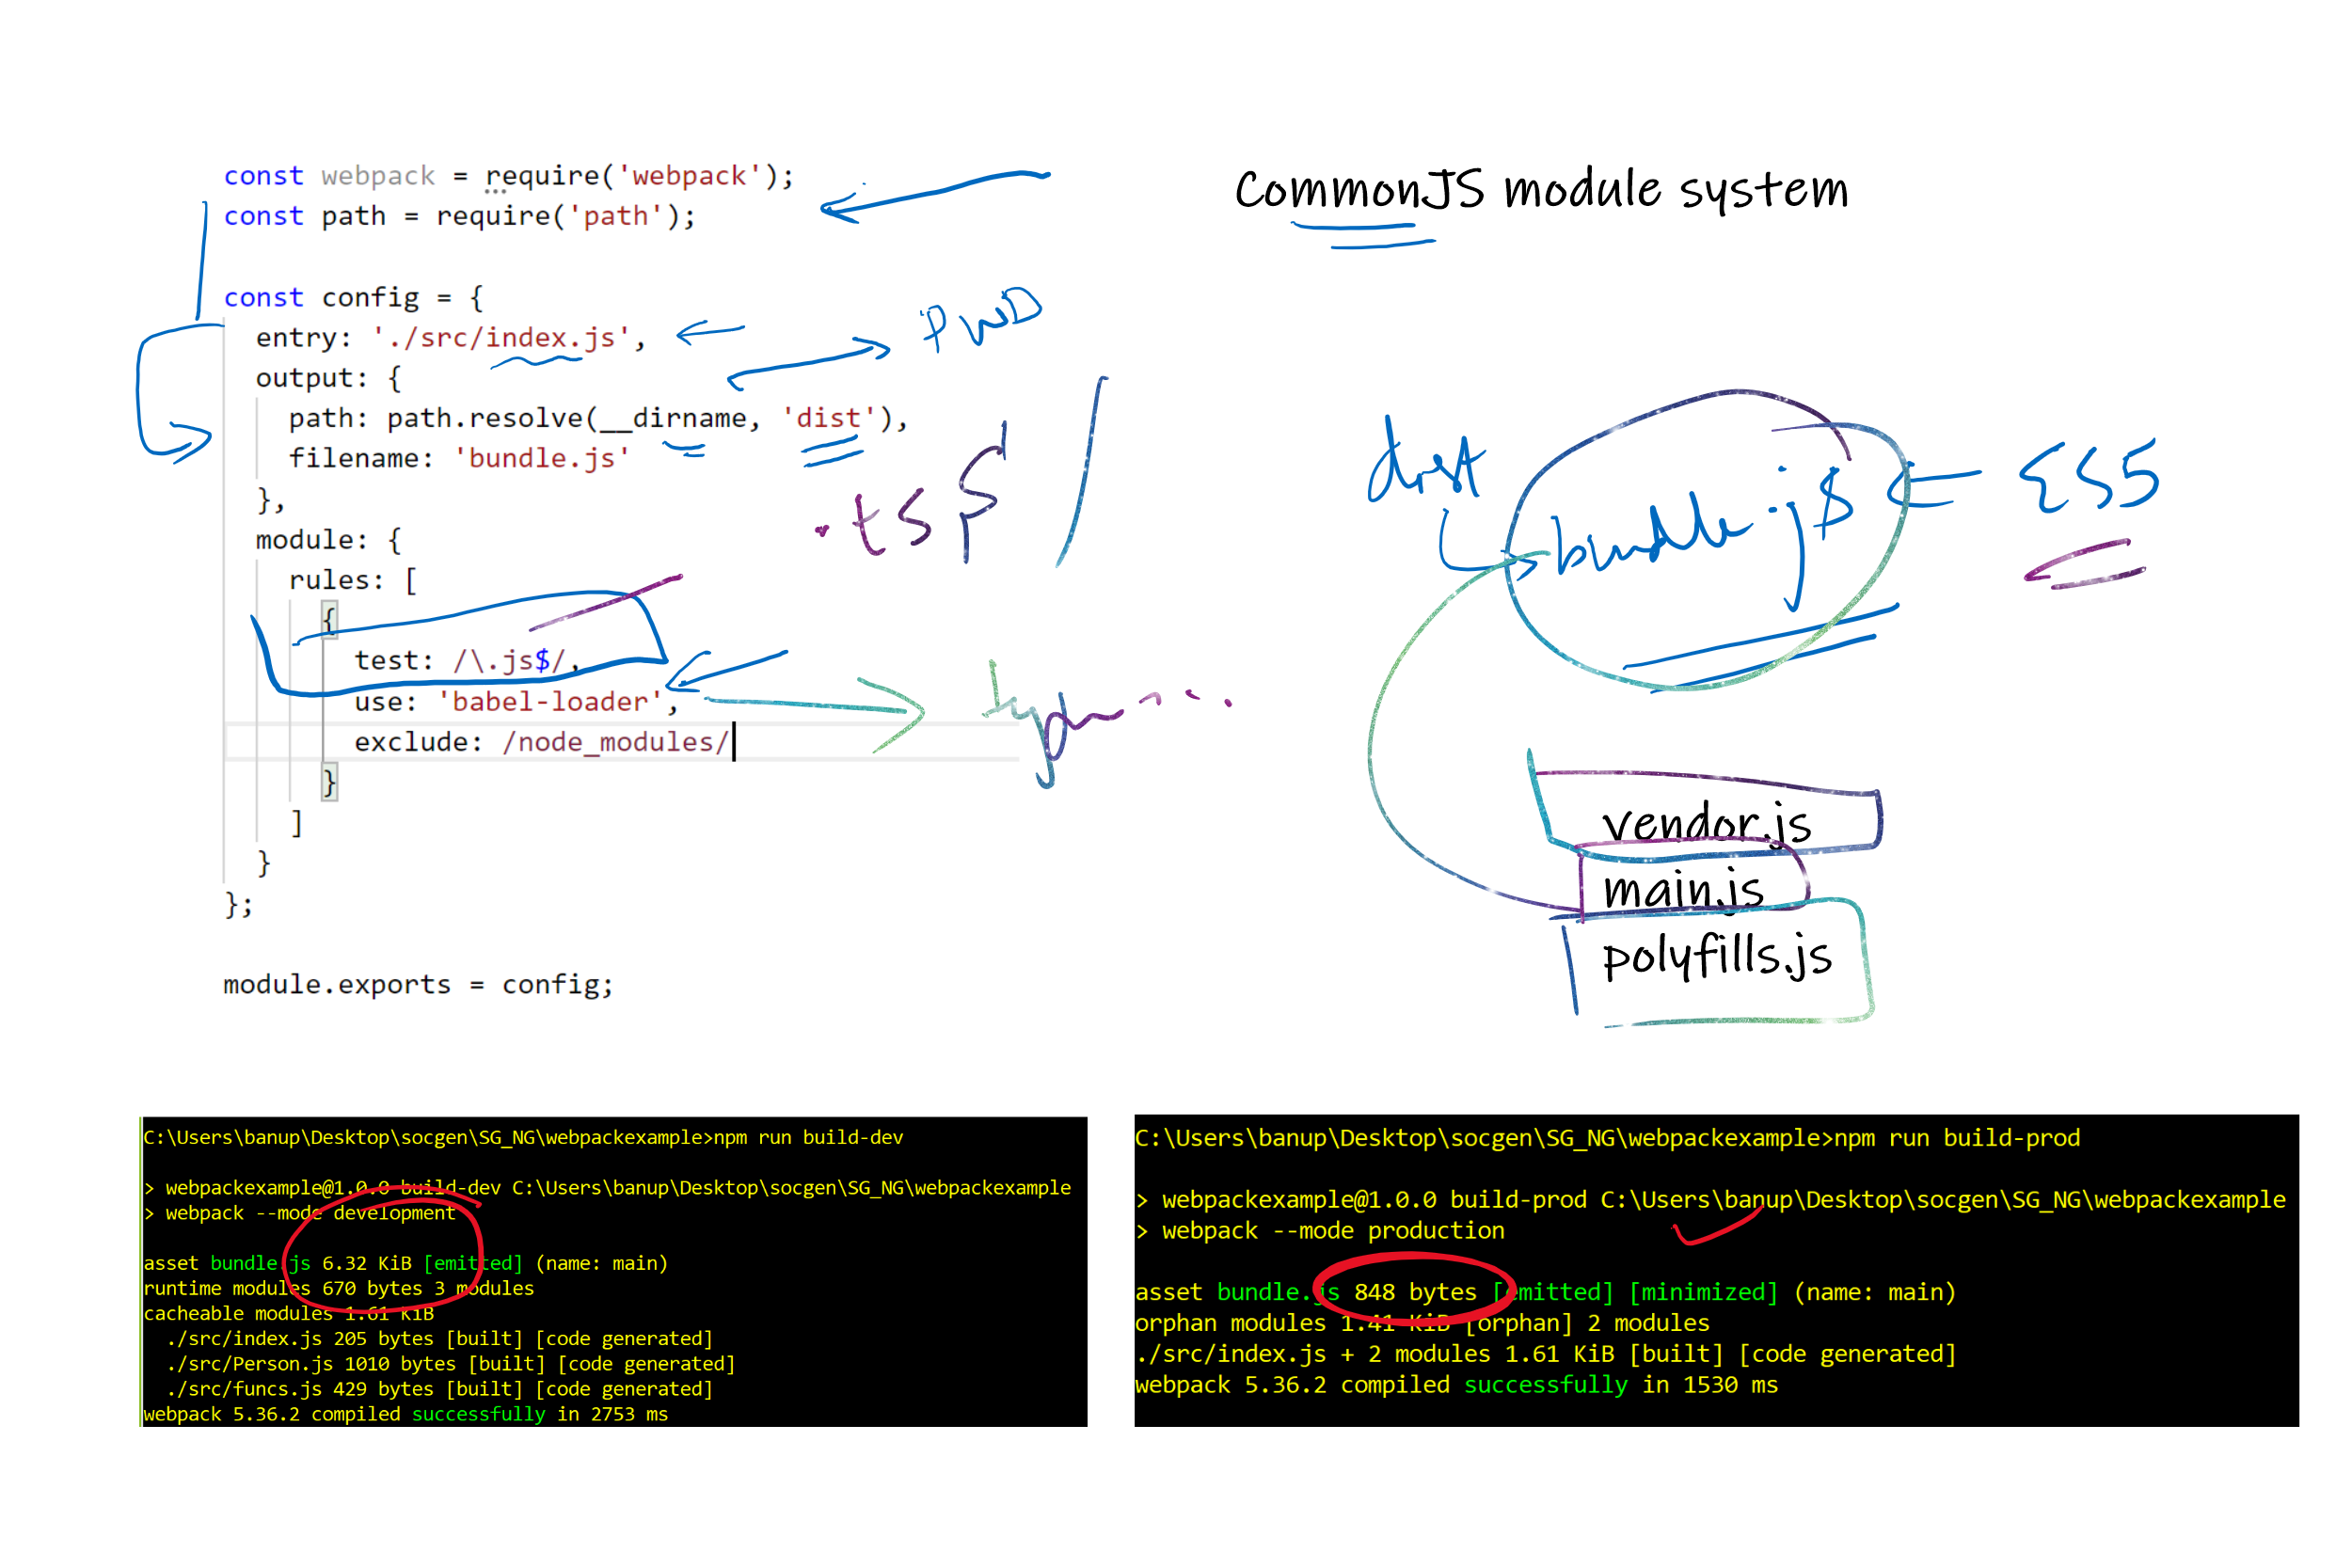 const webpack = require('webpack');
const path = require('path');
const config = {
entry: './src/index.js',
output: {
path: path.resolve(__dirname, 'dist'),
filename: 'bundle.js'
},
module: {
rules: [
{
test: /\.js$/,
use: 'babel-loader',
exclude: /node_modules/
}
]
}
};
module.exports = config;
PWD
.ts$
CommonJS module system
dist
bundle.js
ES5
vendor.js
main.js
polyfills.js
C:\Users\banup\Desktop\socgen\SG_NG\webpackexample>npm run build-dev
> webpackexample@1.0.0 build-dev C:\Users\banup\Desktop\socgen\SG_NG\webpackexample
> webpack --mode development
asset bundle.js 6.32 KiB [emitted] (name: main)
runtime modules 670 bytes 3 modules
cacheable modules 1.61 KiB
./src/index.js 205 bytes [built] [code generated]
./src/Person.js 1010 bytes [built] [code generated]
./src/funcs.js 429 bytes [built] [code generated]
webpack 5.36.2 compiled successfully in 2753 ms
C:\Users\banup\Desktop\socgen\SG_NG\webpackexample>npm run build-prod
> webpackexample@1.0.0 build-prod C:\Users\banup\Desktop\socgen\SG_NG\webpackexample
> webpack --mode production
asset bundle.js 848 bytes [emitted] [minimized] (name: main)
orphan modules 1.41 KiB [orphan] 2 modules
./src/index.js + 2 modules 1.61 KiB [built] [code generated]
webpack 5.36.2 compiled successfully in 1530 ms